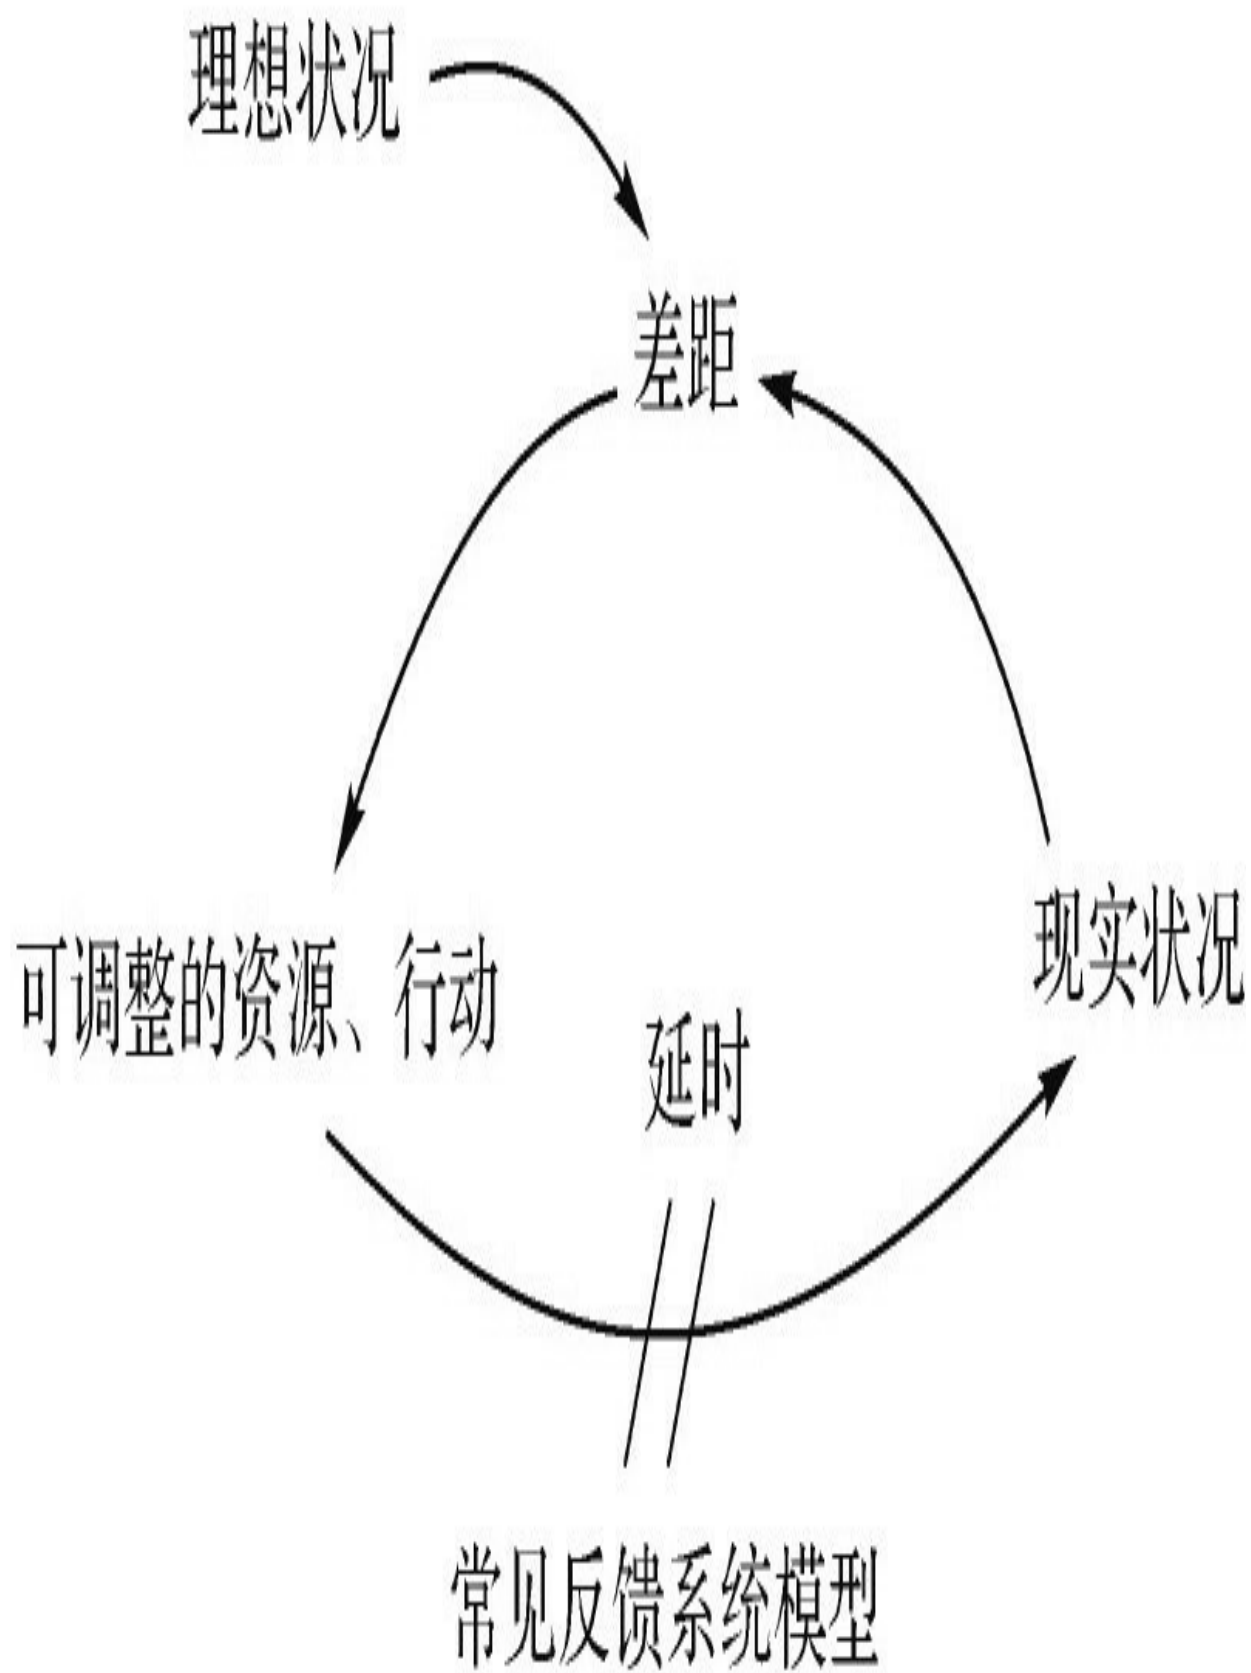 理想状况
差距
现实状况
可调整的资源、行动
延时
常见反馈系统模型